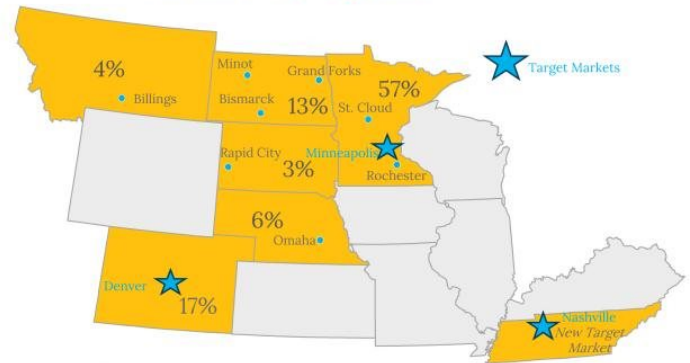 4%
Billings
Minot
Grand Forks
Bismarck
13%
57%
St. Cloud
Target Markets
Rapid City
3%
Minneapolis
Rochester
6%
Omaha
Denver
17%
Nashville
New Target
Market